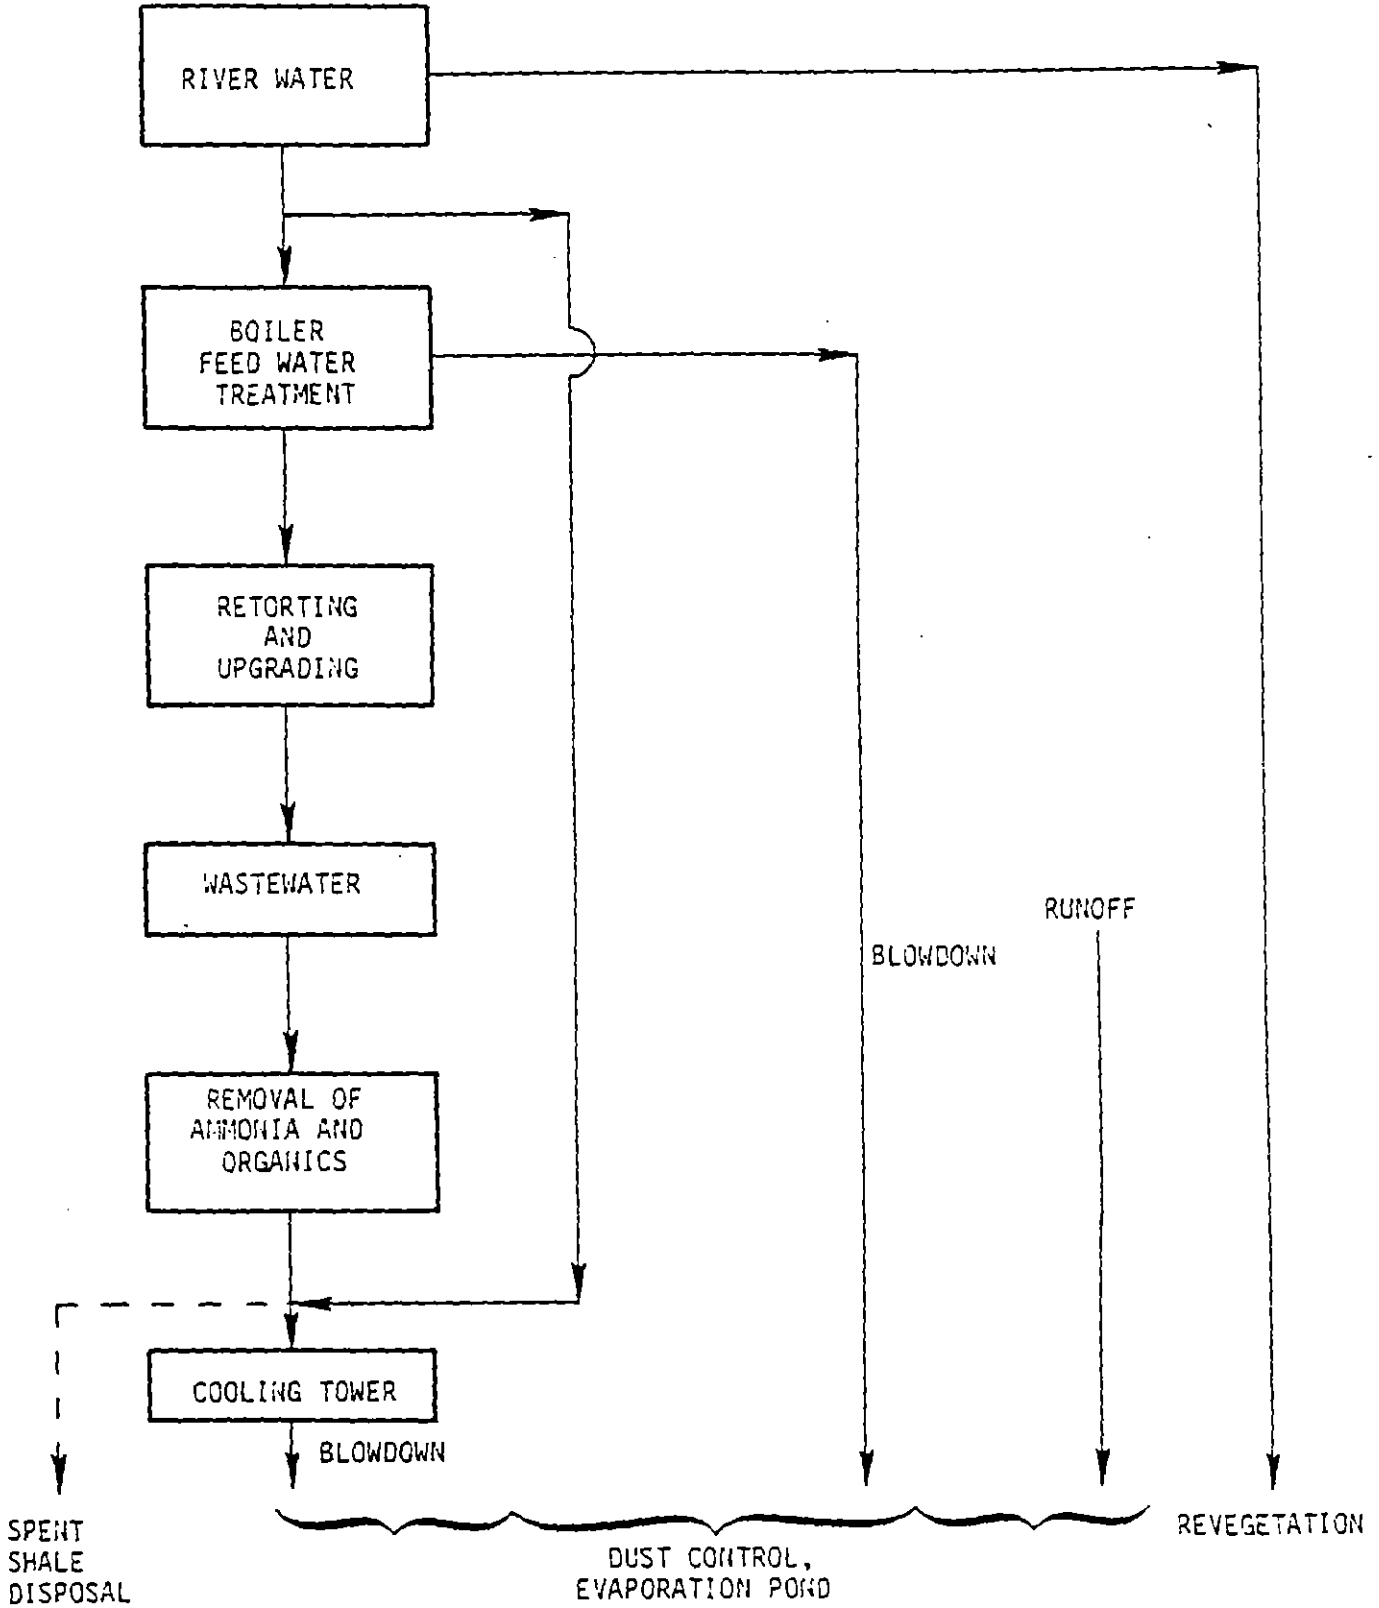 RIVER WATER
BOILER
FEED WATER
TREATMENT
RETORTING
AND
UPGRADING
WASTEWATER
RUNOFF
BLOWDOWN
REMOVAL OF
AMMONIA AND
ORGANICS
COOLING TOWER
BLOWDOWN
SPENT
SHALE
DISPOSAL
DUST CONTROL,
EVAPORATION POND
REVEGETATION